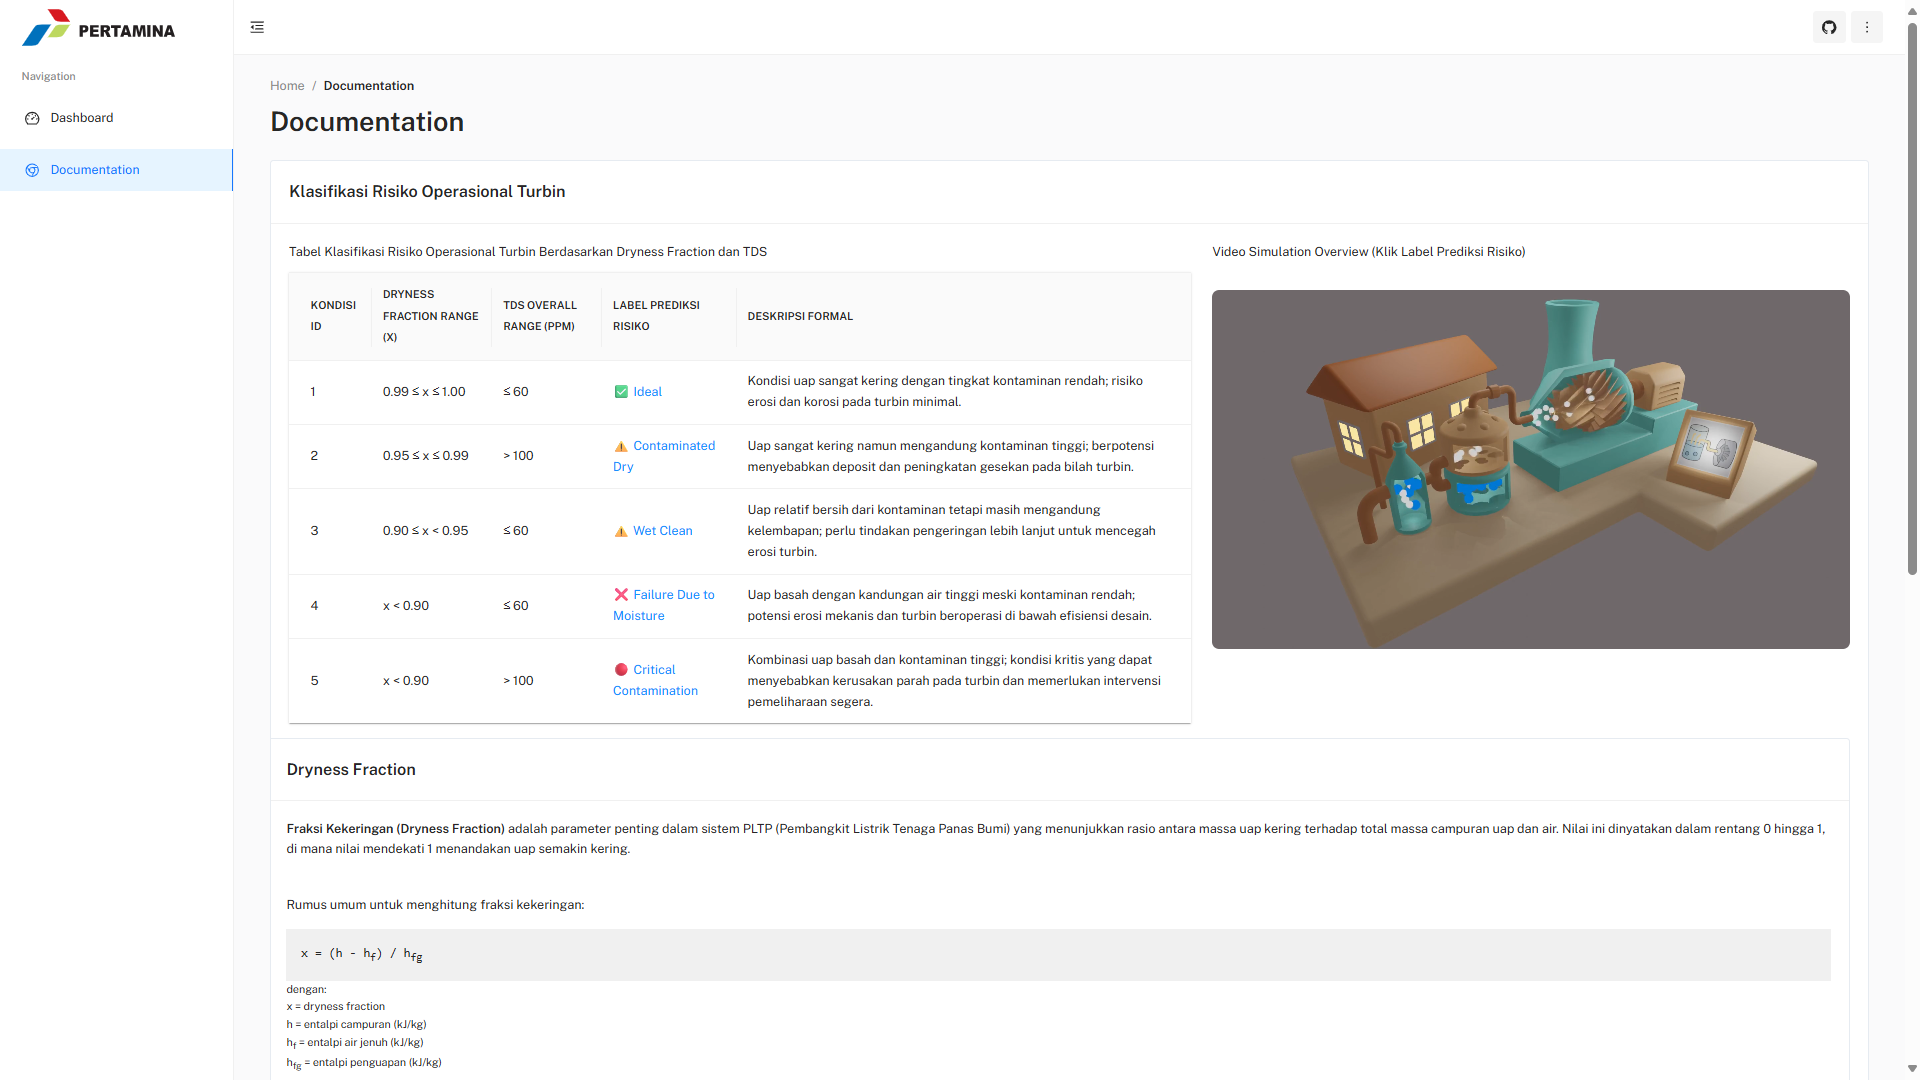 PERTAMINA
Navigation
Dashboard
Documentation
Home / Documentation
Documentation
Klasifikasi Risiko Operasional Turbin
Tabel Klasifikasi Risiko Operasional Turbin Berdasarkan Dryness Fraction dan TDS
KONDISI
ID
DRYNESS
FRACTION RANGE
(X)
TDS OVERALL
RANGE (PPM)
LABEL PREDIKSI
RISIKO
DESKRIPSI FORMAL
1
0.99 ≤ x ≤ 1.00
≤ 60
✅ Ideal
Kondisi uap sangat kering dengan tingkat kontaminan rendah; risiko
erosi dan korosi pada turbin minimal.
2
0.95 ≤ x ≤ 0.99
> 100
⚠️ Contaminated
Dry
Uap sangat kering namun mengandung kontaminan tinggi; berpotensi
menyebabkan deposit dan peningkatan gesekan pada bilah turbin.
3
0.90 ≤ x < 0.95
≤ 60
⚠️ Wet Clean
Uap relatif bersih dari kontaminan tetapi masih mengandung
kelembapan; perlu tindakan pengeringan lebih lanjut untuk mencegah
erosi turbin.
4
x < 0.90
≤ 60
❌ Failure Due to
Moisture
Uap basah dengan kandungan air tinggi meski kontaminan rendah;
potensi erosi mekanis dan turbin beroperasi di bawah efisiensi desain.
5
x < 0.90
> 100
🔴 Critical
Contamination
Kombinasi uap basah dan kontaminan tinggi; kondisi kritis yang dapat
menyebabkan kerusakan parah pada turbin dan memerlukan intervensi
pemeliharaan segera.
Video Simulation Overview (Klik Label Prediksi Risiko)
Dryness Fraction
Fraksi Kekeringan (Dryness Fraction) adalah parameter penting dalam sistem PLTP (Pembangkit Listrik Tenaga Panas Bumi) yang menunjukkan rasio antara massa uap kering terhadap total massa campuran uap dan air. Nilai ini dinyatakan dalam rentang 0 hingga 1,
di mana nilai mendekati 1 menandakan uap semakin kering.
Rumus umum untuk menghitung fraksi kekeringan:
x = (h - hf) / hfg
dengan:
x = dryness fraction
h = entalpi campuran (kJ/kg)
hf = entalpi air jenuh (kJ/kg)
hfg = entalpi penguapan (kJ/kg)